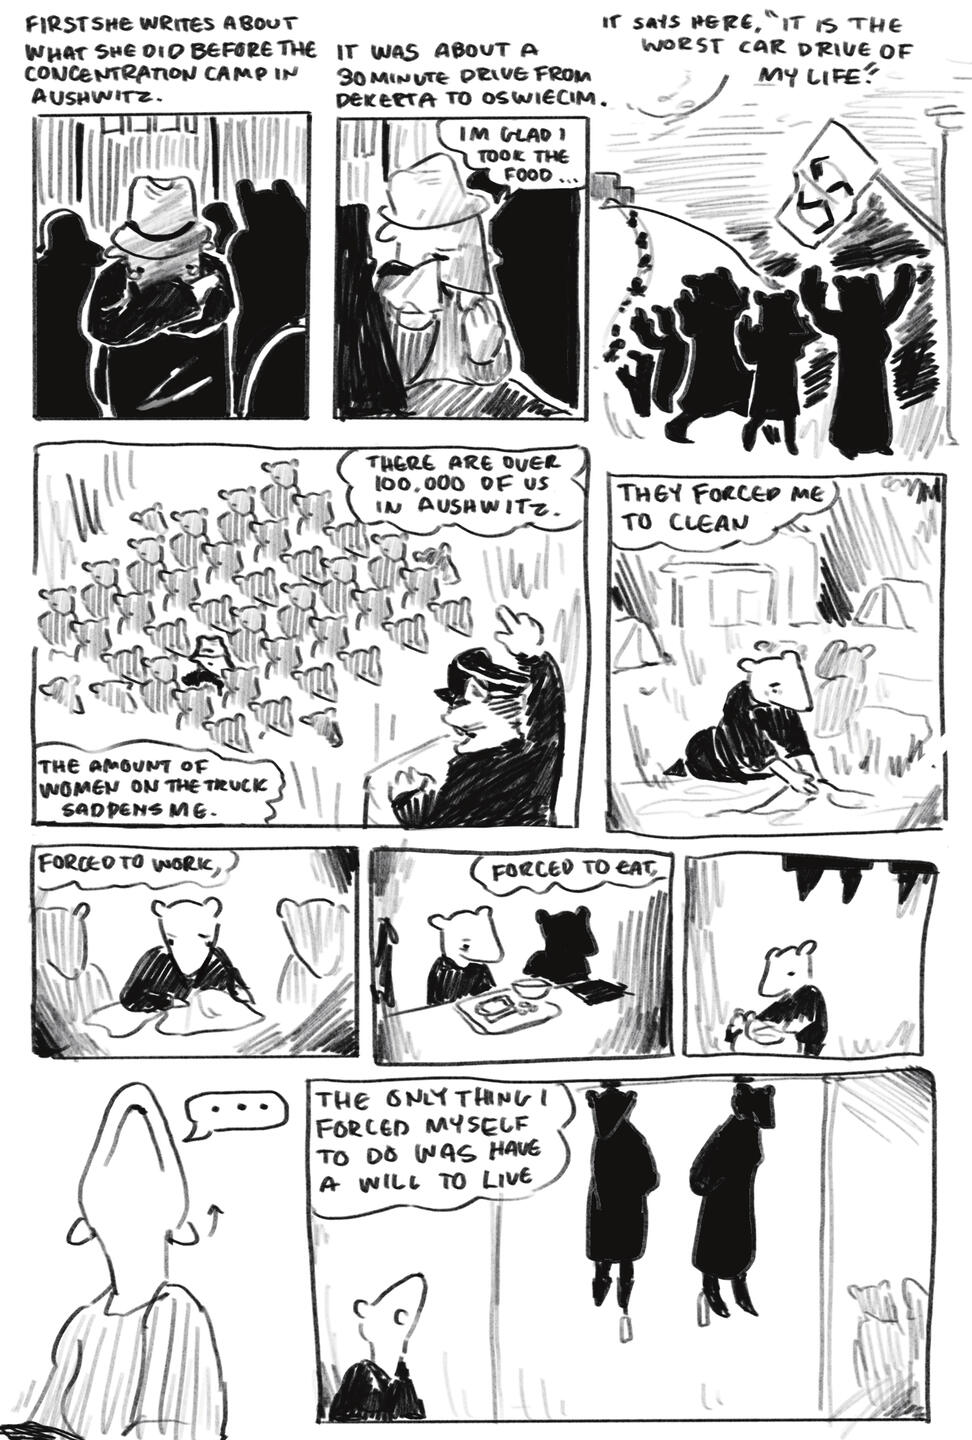 FIRST SHE WRITES ABOUT
WHAT SHE DID BEFORE THE
CONCENTRATION CAMP IN
AUSHWITZ.
IT WAS ABOUT A
30 MINUTE DRIVE FROM
DEKERTA TO OSWIECIM.
IM GLAD I
TOOK THE
FOOD ...
IT SAYS HERE, "IT IS THE
WORST CAR DRIVE OF
MY LIFE."
THERE ARE OVER
100,000 OF US
IN AUSHWITZ.
THE AMOUNT OF
WOMEN ON THE TRUCK
SADDENS ME.
THEY FORCED ME
TO CLEAN
FORCED TO WORK,
FORCED TO EAT,
...
THE ONLY THING I
FORCED MYSELF
TO DO WAS HAVE
A WILL TO LIVE